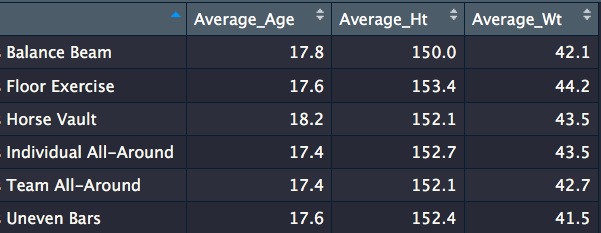 Average_Age Average_Ht Average_Wt
Balance Beam 17.8 150.0 42.1
Floor Exercise 17.6 153.4 44.2
Horse Vault 18.2 152.1 43.5
Individual All-Around 17.4 152.7 43.5
Team All-Around 17.4 152.1 42.7
Uneven Bars 17.6 152.4 41.5